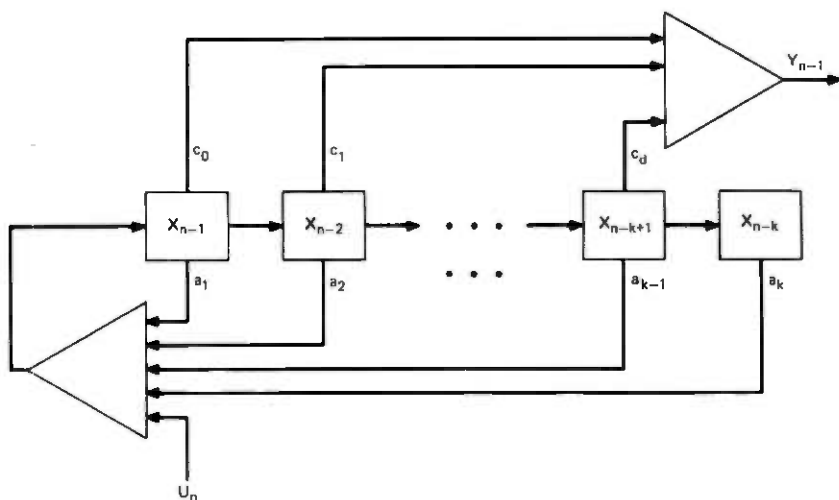 Y_{n-1}
c_0 c_1 c_d
X_{n-1} X_{n-2} . . . X_{n-k+1} X_{n-k}
. . .
a_1 a_2 a_{k-1} a_k
U_n